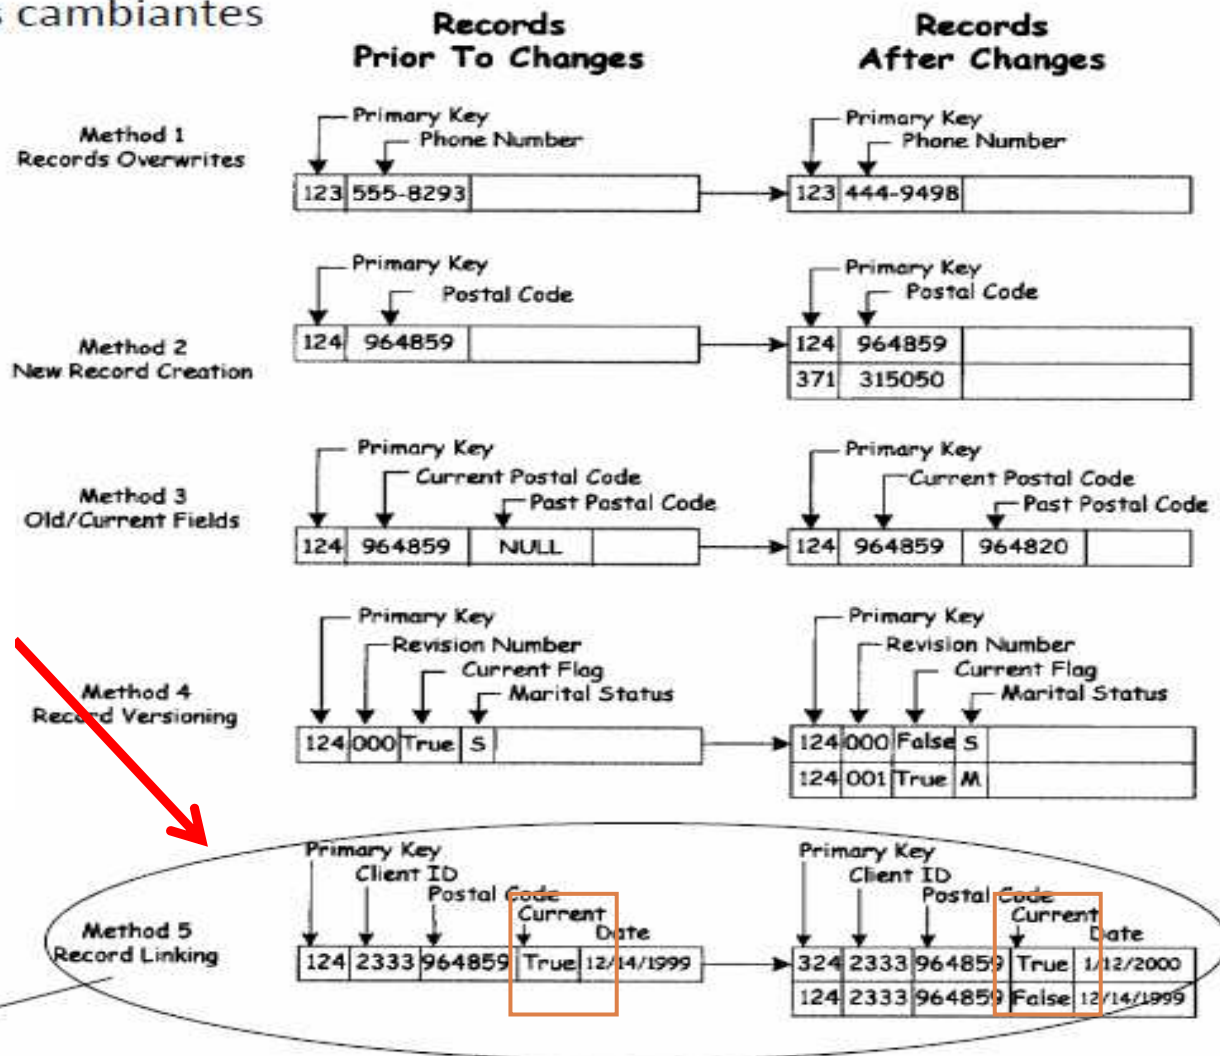 s cambiantes
Records
Prior To Changes
Records
After Changes
Method 1
Records Overwrites
Primary Key
Phone Number
123 555-8293
Primary Key
Phone Number
123 444-9498
Method 2
New Record Creation
Primary Key
Postal Code
124 964859
Primary Key
Postal Code
124 964859
371 315050
Method 3
Old/Current Fields
Primary Key
Current Postal Code
Past Postal Code
124 964859 NULL
Primary Key
Current Postal Code
Past Postal Code
124 964859 964820
Method 4
Record Versioning
Primary Key
Revision Number
Current Flag
Marital Status
124 000 True S
Primary Key
Revision Number
Current Flag
Marital Status
124 000 False S
124 001 True M
Method 5
Record Linking
Primary Key
Client ID
Postal Code
Current
Date
124 2333 964859 True 12/14/1999
Primary Key
Client ID
Postal Code
Current
Date
324 2333 964859 True 1/12/2000
124 2333 964859 False 12/14/1999